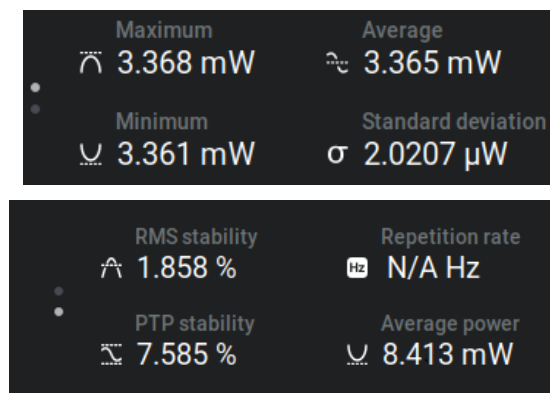 Maximum Average
3.368 mW 3.365 mW
Minimum Standard deviation
3.361 mW σ 2.0207 µW
RMS stability Repetition rate
1.858 % Hz N/A Hz
PTP stability Average power
7.585 % 8.413 mW